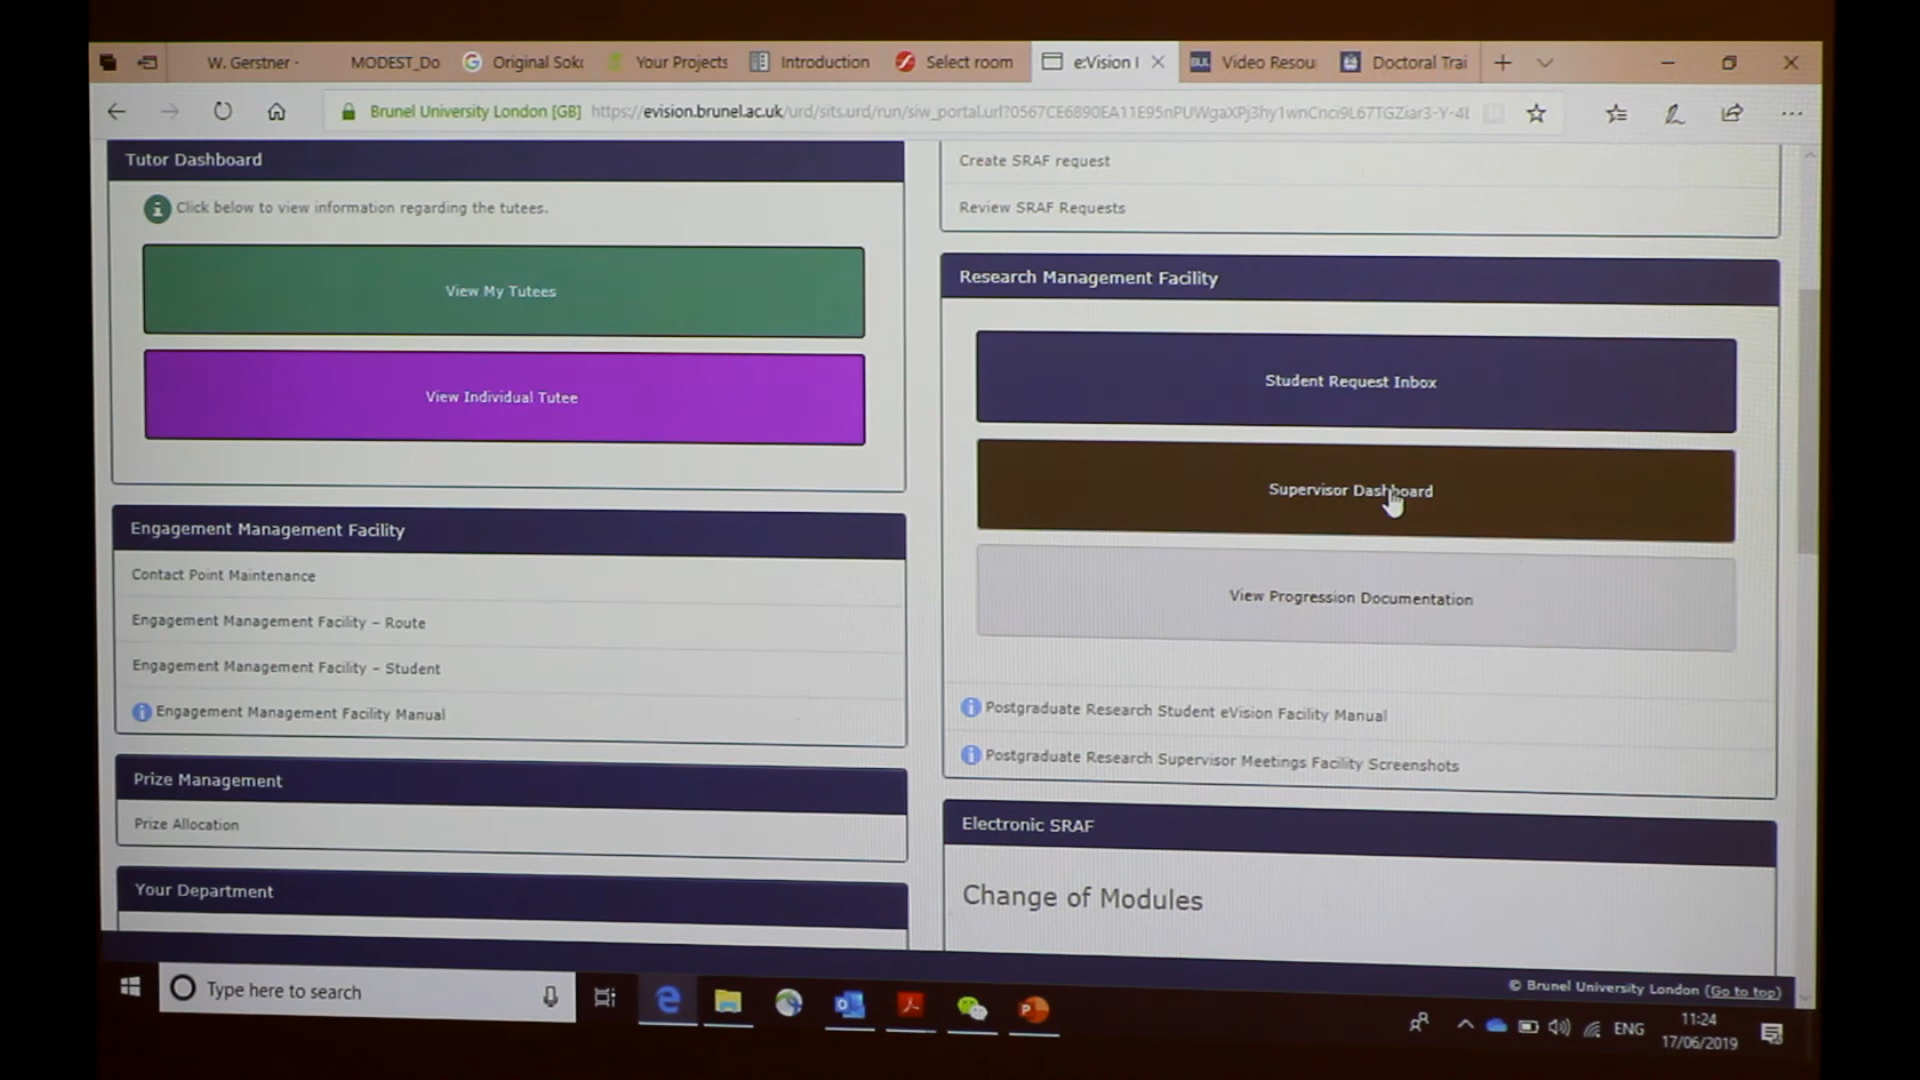 W. Gerstner -
MODEST_Do
Original Sok
Your Projects
Introduction
Select room
e:Vision I
BUL
Video Resou
Doctoral Trai
Brunel University London [GB]
https://evision.brunel.ac.uk/urd/sits.urd/run/siw_portal.url?0567CE6890EA11E95nPUWgaXPj3hy1wnCnci9L67TGZiar3-Y-4I
Tutor Dashboard
Click below to view information regarding the tutees.
View My Tutees
View Individual Tutee
Engagement Management Facility
Contact Point Maintenance
Engagement Management Facility – Route
Engagement Management Facility – Student
Engagement Management Facility Manual
Prize Management
Prize Allocation
Your Department
Create SRAF request
Review SRAF Requests
Research Management Facility
Student Request Inbox
Supervisor Dashboard
View Progression Documentation
Postgraduate Research Student eVision Facility Manual
Postgraduate Research Supervisor Meetings Facility Screenshots
Electronic SRAF
Change of Modules
© Brunel University London (Go to top)
Type here to search
ENG
11:24
17/06/2019